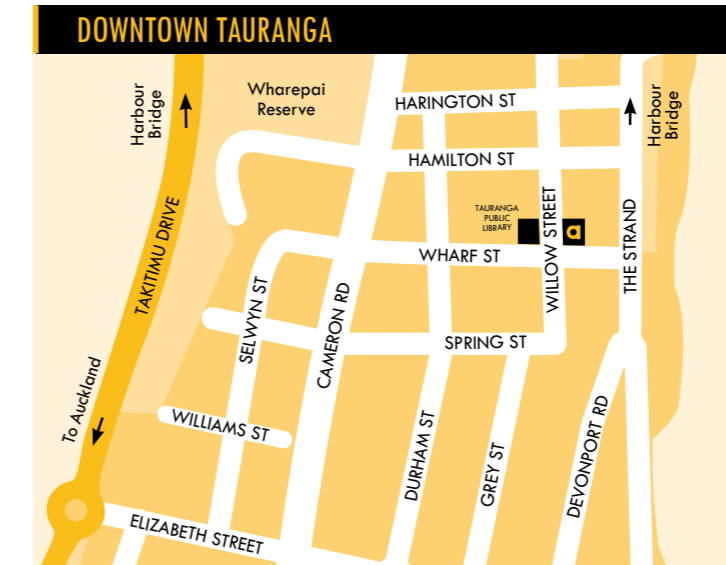 DOWNTOWN TAURANGA
Harbour
Bridge
Wharepai
Reserve
HARINGTON ST
Harbour
Bridge
HAMILTON ST
TAURANGA
PUBLIC
LIBRARY
a
WILLOW STREET
THE STRAND
TAKITIMU DRIVE
WHARF ST
SELWYN ST
CAMERON RD
SPRING ST
To Auckland
WILLIAMS ST
DURHAM ST
GREY ST
DEVONPORT RD
ELIZABETH STREET